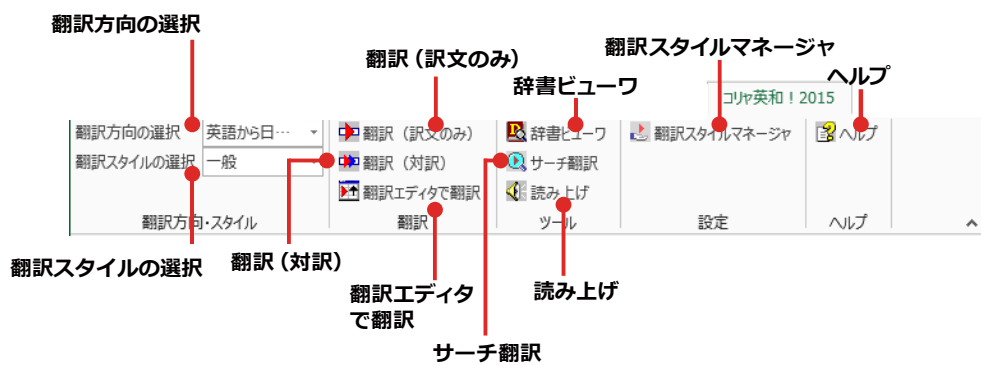 翻訳方向の選択
翻訳（訳文のみ）
翻訳スタイルマネージャ
辞書ビューワ
ヘルプ
コリャ英和！2015
翻訳方向の選択 英語から日…
翻訳（訳文のみ）
辞書ビューワ
翻訳スタイルマネージャ
ヘルプ
翻訳スタイルの選択 一般
翻訳（対訳）
サーチ翻訳
翻訳エディタで翻訳
読み上げ
翻訳方向・スタイル
翻訳
ツール
設定
ヘルプ
翻訳スタイルの選択
翻訳（対訳）
翻訳エディタ
で翻訳
読み上げ
サーチ翻訳